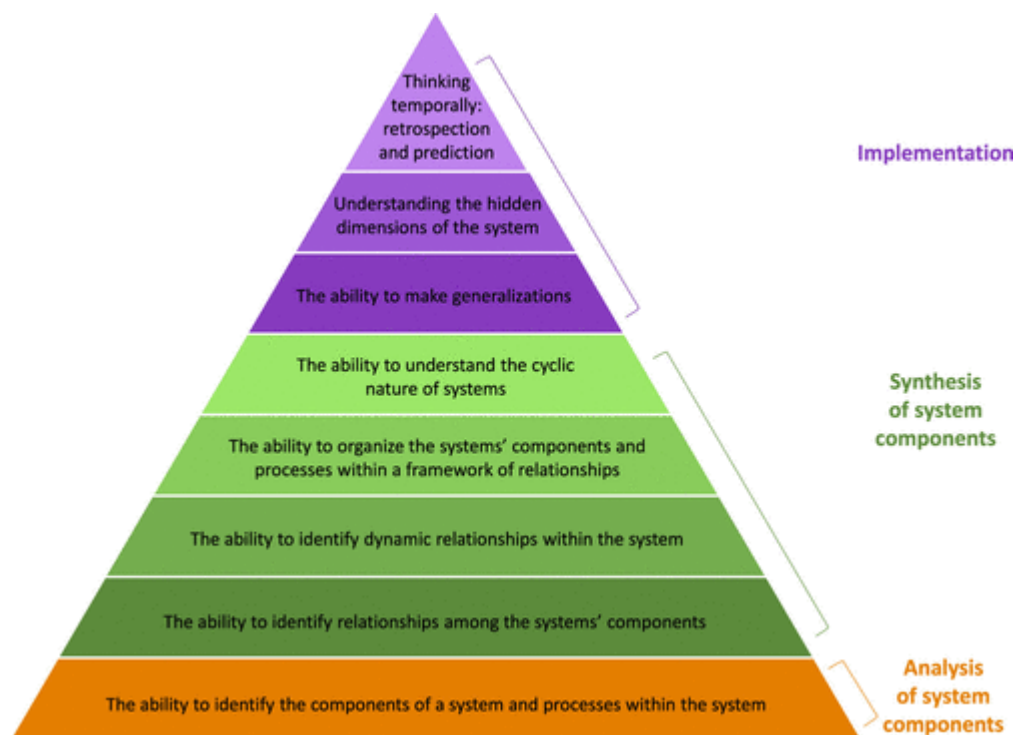 Thinking
temporally:
retrospection
and prediction
Implementation
Understanding the hidden
dimensions of the system
The ability to make generalizations
The ability to understand the cyclic
nature of systems
Synthesis
of system
components
The ability to organize the systems' components and
processes within a framework of relationships
The ability to identify dynamic relationships within the system
The ability to identify relationships among the systems' components
The ability to identify the components of a system and processes within the system
Analysis
of system
components